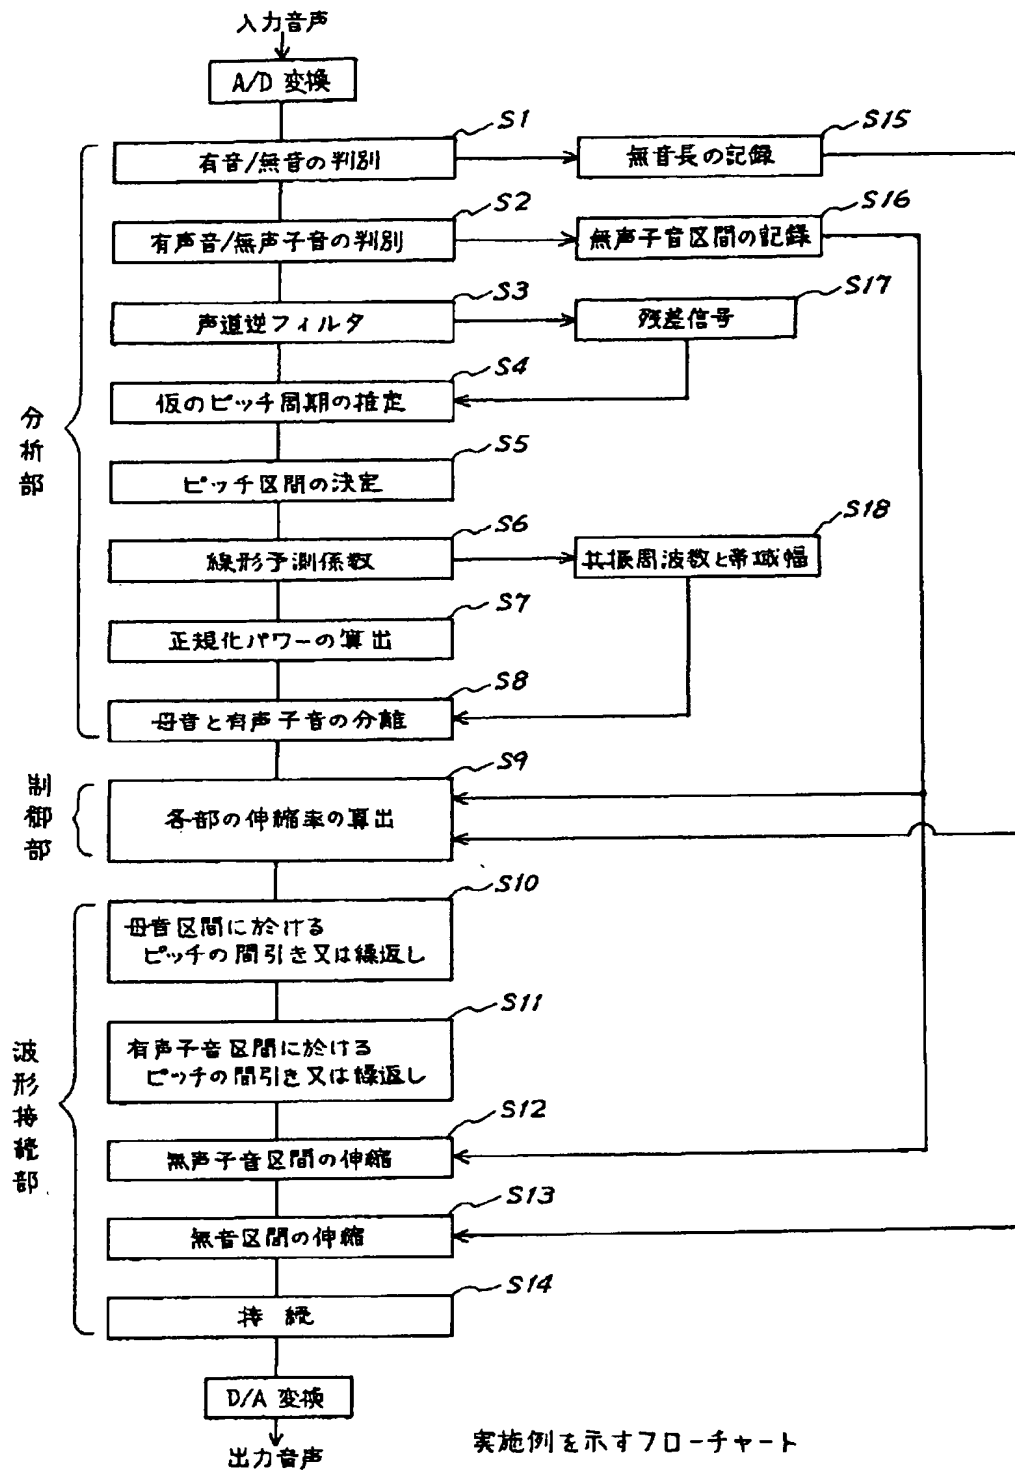 入力音声
A/D 変換
S1
有音/無音の判別
S15
無音長の記録
S2
有声音/無声子音の判別
S16
無声子音区間の記録
S3
声道逆フィルタ
S17
残差信号
S4
仮のピッチ周期の推定
S5
ピッチ区間の決定
S6
線形予測係数
S18
共振周波数と帯域幅
S7
正規化パワーの算出
S8
母音と有声子音の分離
分析部
S9
各部の伸縮率の算出
制御部
S10
母音区間に於ける
ピッチの間引き又は繰返し
S11
有声子音区間に於ける
ピッチの間引き又は繰返し
S12
無声子音区間の伸縮
S13
無音区間の伸縮
S14
接続
波形接続部
D/A 変換
出力音声
実施例を示すフローチャート